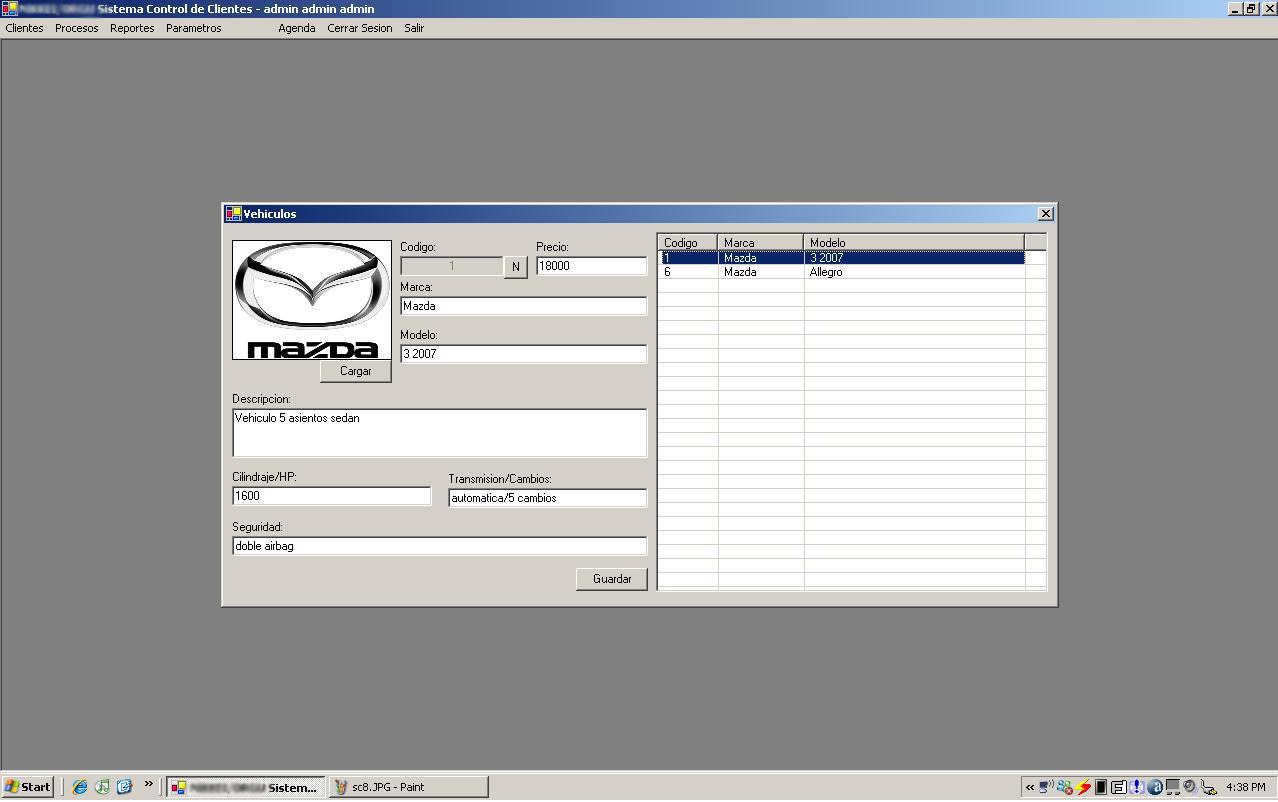 Sistema Control de Clientes - admin admin admin
Clientes Procesos Reportes Parametros Agenda Cerrar Sesion Salir
Vehiculos
mazda
Cargar
Codigo:
1
N
Precio:
18000
Marca:
Mazda
Modelo:
3 2007
Descripcion:
Vehiculo 5 asientos sedan
Cilindraje/HP:
1600
Transmision/Cambios:
automatica/5 cambios
Seguridad:
doble airbag
Guardar
Codigo Marca Modelo
1 Mazda 3 2007
6 Mazda Allegro
Start
Sistem...
sc8.JPG - Paint
4:38 PM